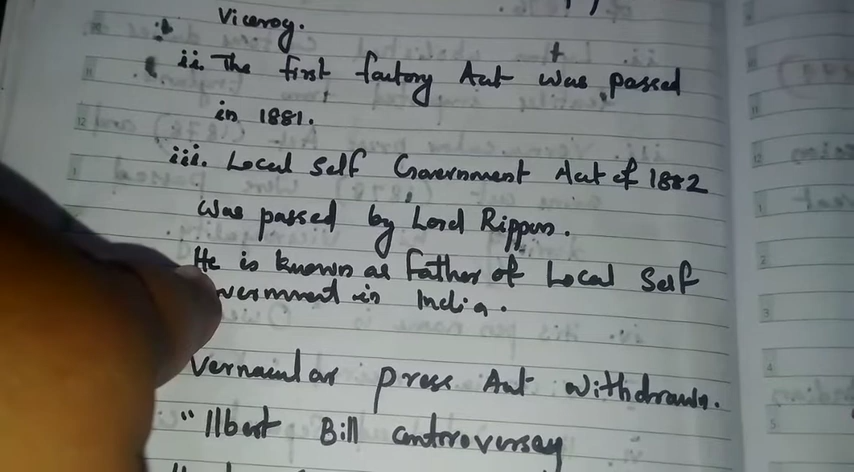 Viceroy.
ii. The first factory Act was passed
in 1881.
iii. Local Self Government Act of 1882
was passed by Lord Rippon.
He is known as Father of Local Self
overnment in India.
Vernacular press Act withdrawn.
"Ilbert Bill controversay